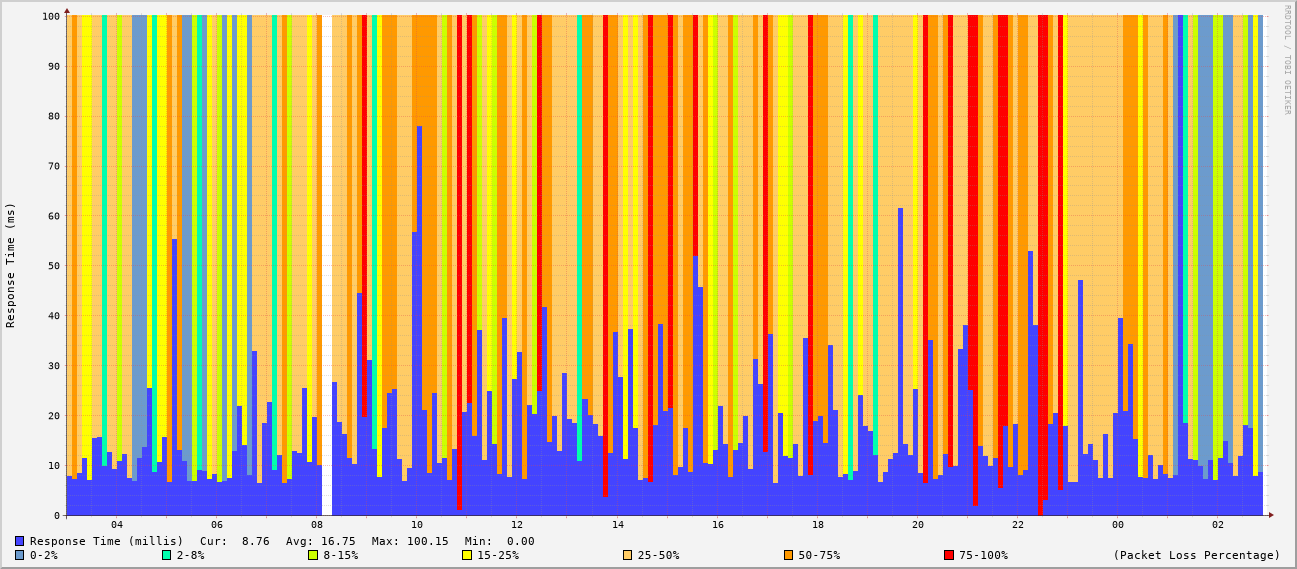 RRDTOOL / TOBI OETIKER
Response Time (ms)
100
90
80
70
60
50
40
30
20
10
0
04 06 08 10 12 14 16 18 20 22 00 02
Response Time (millis) Cur: 8.76 Avg: 16.75 Max: 100.15 Min: 0.00
0-2% 2-8% 8-15% 15-25% 25-50% 50-75% 75-100% (Packet Loss Percentage)